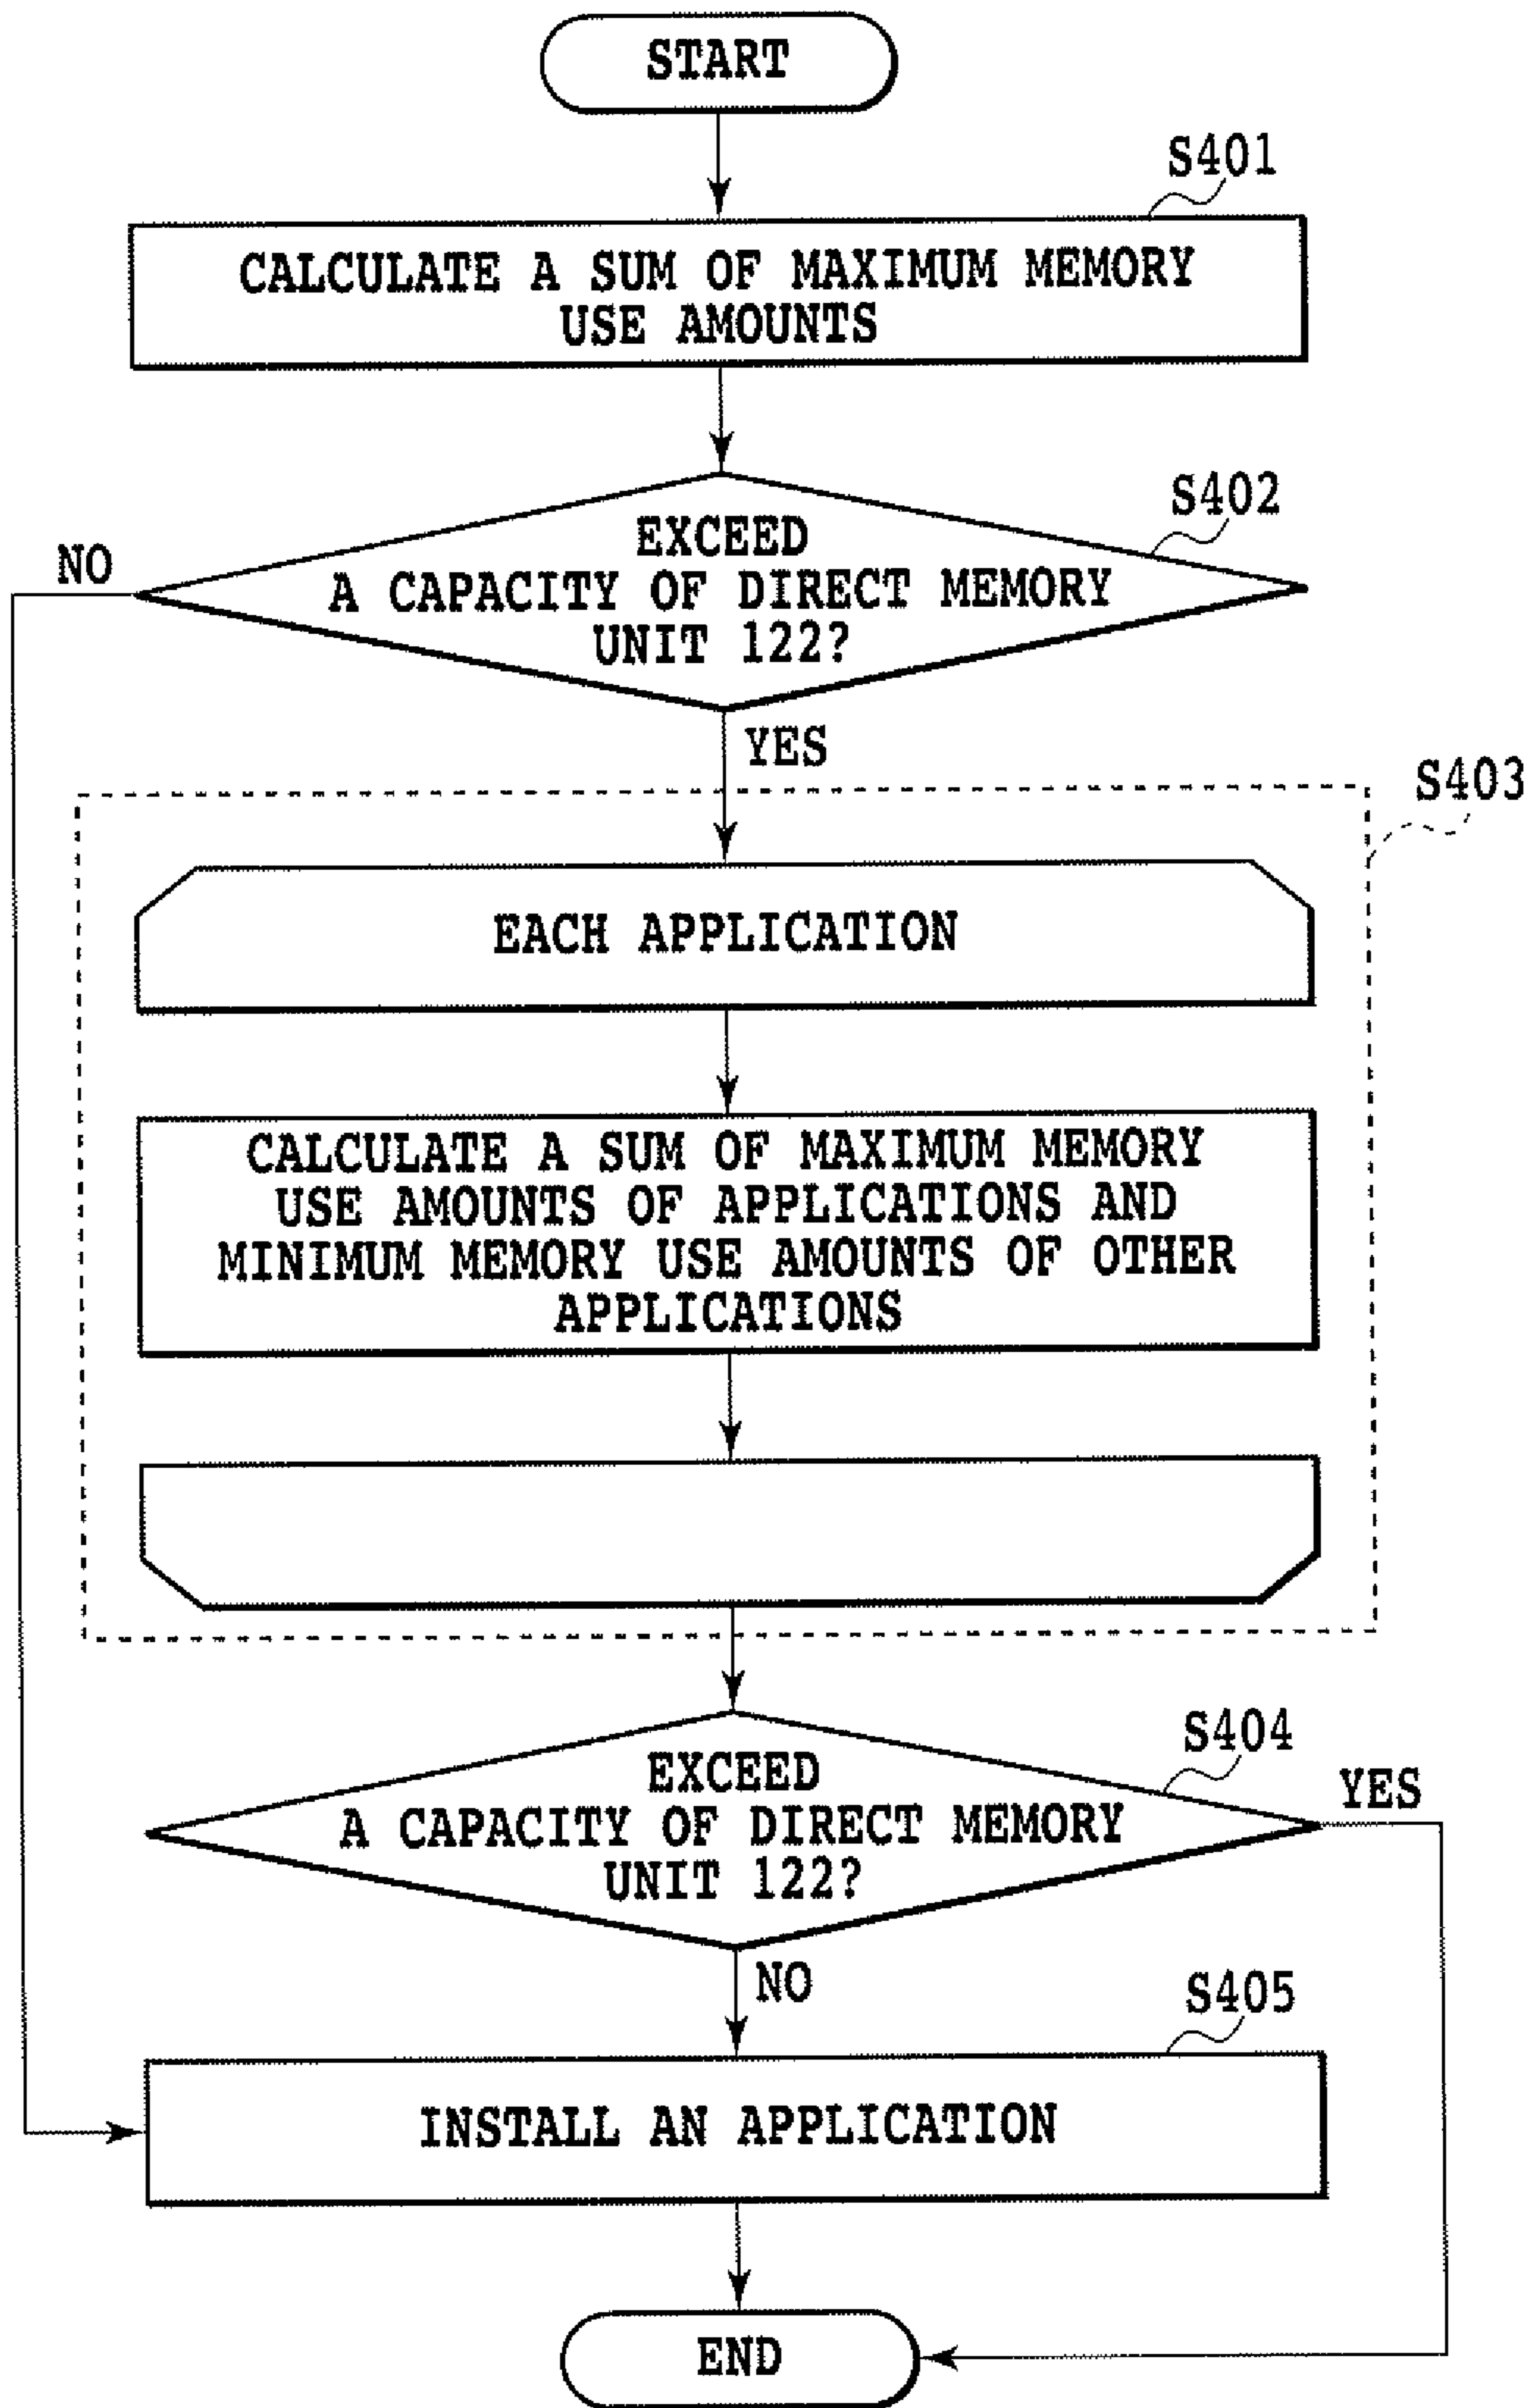 START
S401
CALCULATE A SUM OF MAXIMUM MEMORY
USE AMOUNTS
S402
NO
EXCEED
A CAPACITY OF DIRECT MEMORY
UNIT 122?
YES
S403
EACH APPLICATION
CALCULATE A SUM OF MAXIMUM MEMORY
USE AMOUNTS OF APPLICATIONS AND
MINIMUM MEMORY USE AMOUNTS OF OTHER
APPLICATIONS
S404
EXCEED
YES
A CAPACITY OF DIRECT MEMORY
UNIT 122?
NO
S405
INSTALL AN APPLICATION
END